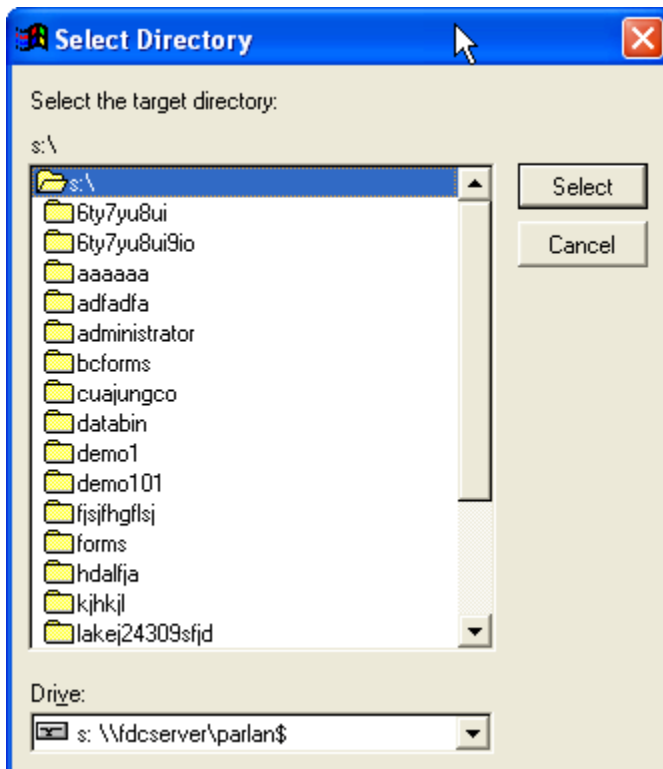 Select Directory
Select the target directory:
s:\
s:\
6ty7yu8ui
6ty7yu8ui9io
aaaaaa
adfadfa
administrator
bcforms
cuajungco
databin
demo1
demo101
fjsjfhgflsj
forms
hdalfja
kjhkjl
lakej24309sfjd
Select
Cancel
Drive:
s: \\fdcserver\parlan$